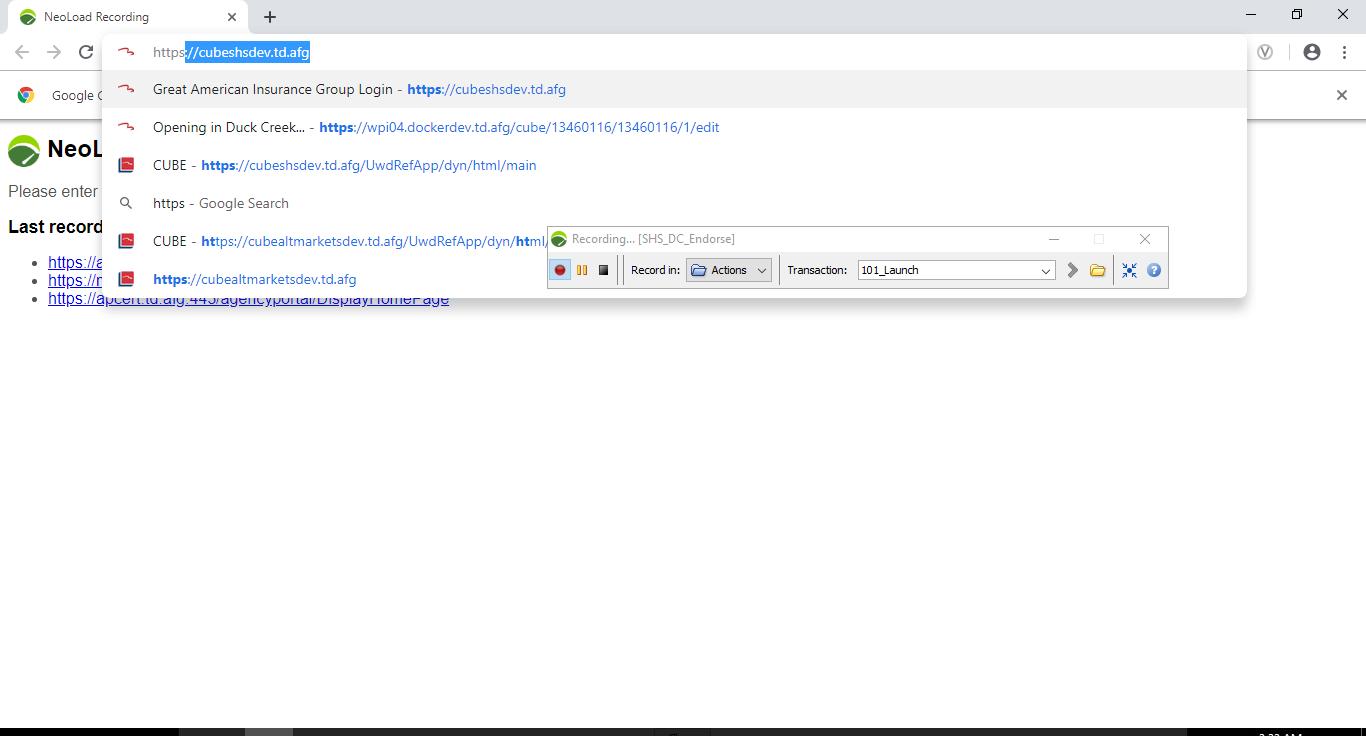 NeoLoad Recording
https://cubeshsdev.td.afg
Google
Great American Insurance Group Login - https://cubeshsdev.td.afg
Opening in Duck Creek... - https://wpi04.dockerdev.td.afg/cube/13460116/13460116/1/edit
NeoL
CUBE - https://cubeshsdev.td.afg/UwdRefApp/dyn/html/main
Please enter
https - Google Search
Last record
CUBE - https://cubealtmarketsdev.td.afg/UwdRefApp/dyn/html/
Recording... [SHS_DC_Endorse]
https://a
https://cubealtmarketsdev.td.afg
Record in: Actions Transaction: 101_Launch
https://apcert.td.afg:443/agencyportal/DisplayHomePage